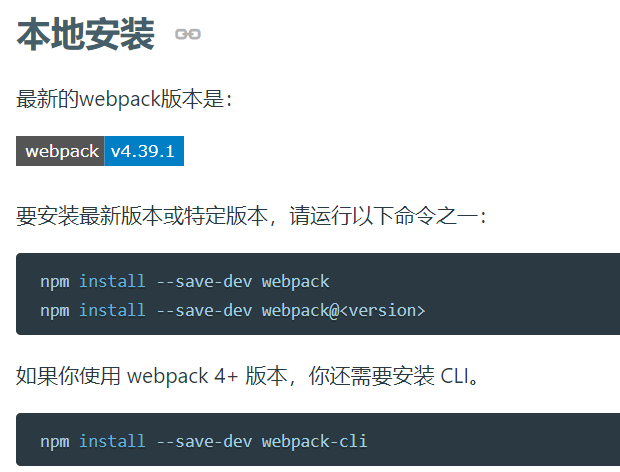 本地安装
最新的webpack版本是：
webpack v4.39.1
要安装最新版本或特定版本，请运行以下命令之一：
npm install --save-dev webpack
npm install --save-dev webpack@<version>
如果你使用 webpack 4+ 版本，你还需要安装 CLI。
npm install --save-dev webpack-cli